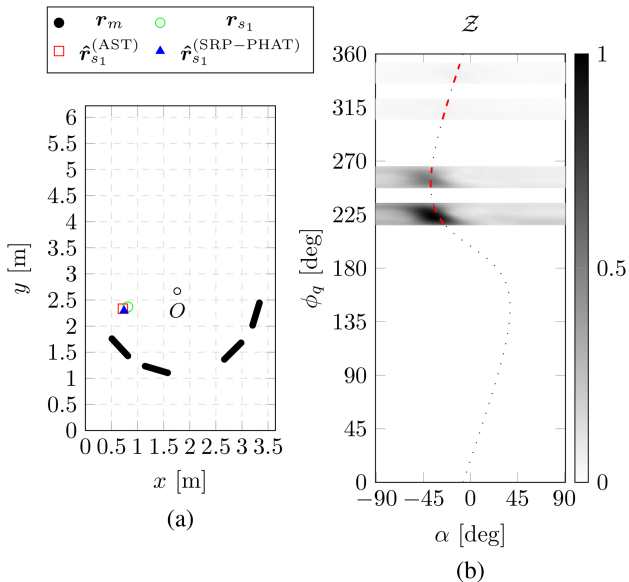 r_m r_{s_1}
r̂_{s_1}^{(AST)} r̂_{s_1}^{(SRP−PHAT)}
6
5.5
5
4.5
4
3.5
3
2.5
2
1.5
1
0.5
0
y [m]
O
0 0.5 1 1.5 2 2.5 3 3.5
x [m]
(a)
𝒵
360
315
270
225
180
135
90
45
0
ϕ_q [deg]
−90 −45 0 45 90
α [deg]
1
0.5
0
(b)